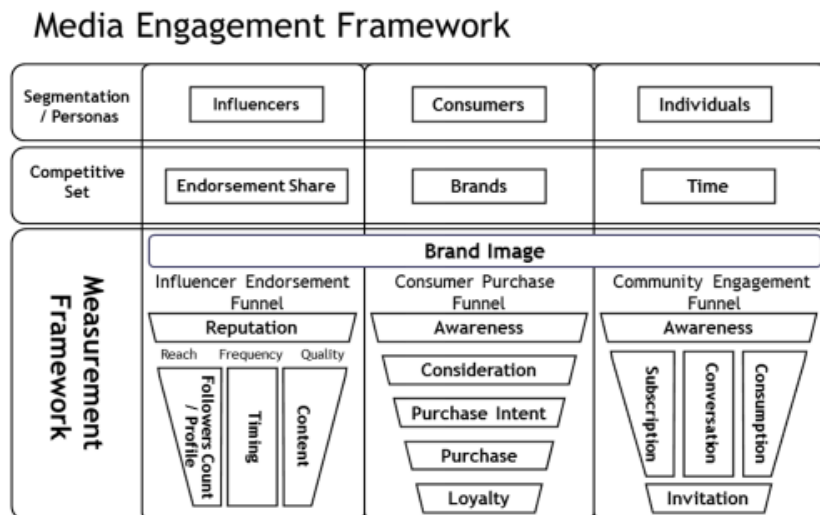 Media Engagement Framework
Segmentation
/ Personas
Influencers
Consumers
Individuals
Competitive
Set
Endorsement Share
Brands
Time
Measurement
Framework
Brand Image
Influencer Endorsement
Funnel
Reputation
Reach Frequency Quality
Followers Count
/ Profile
Timing
Content
Consumer Purchase
Funnel
Awareness
Consideration
Purchase Intent
Purchase
Loyalty
Community Engagement
Funnel
Awareness
Subscription
Conversation
Consumption
Invitation